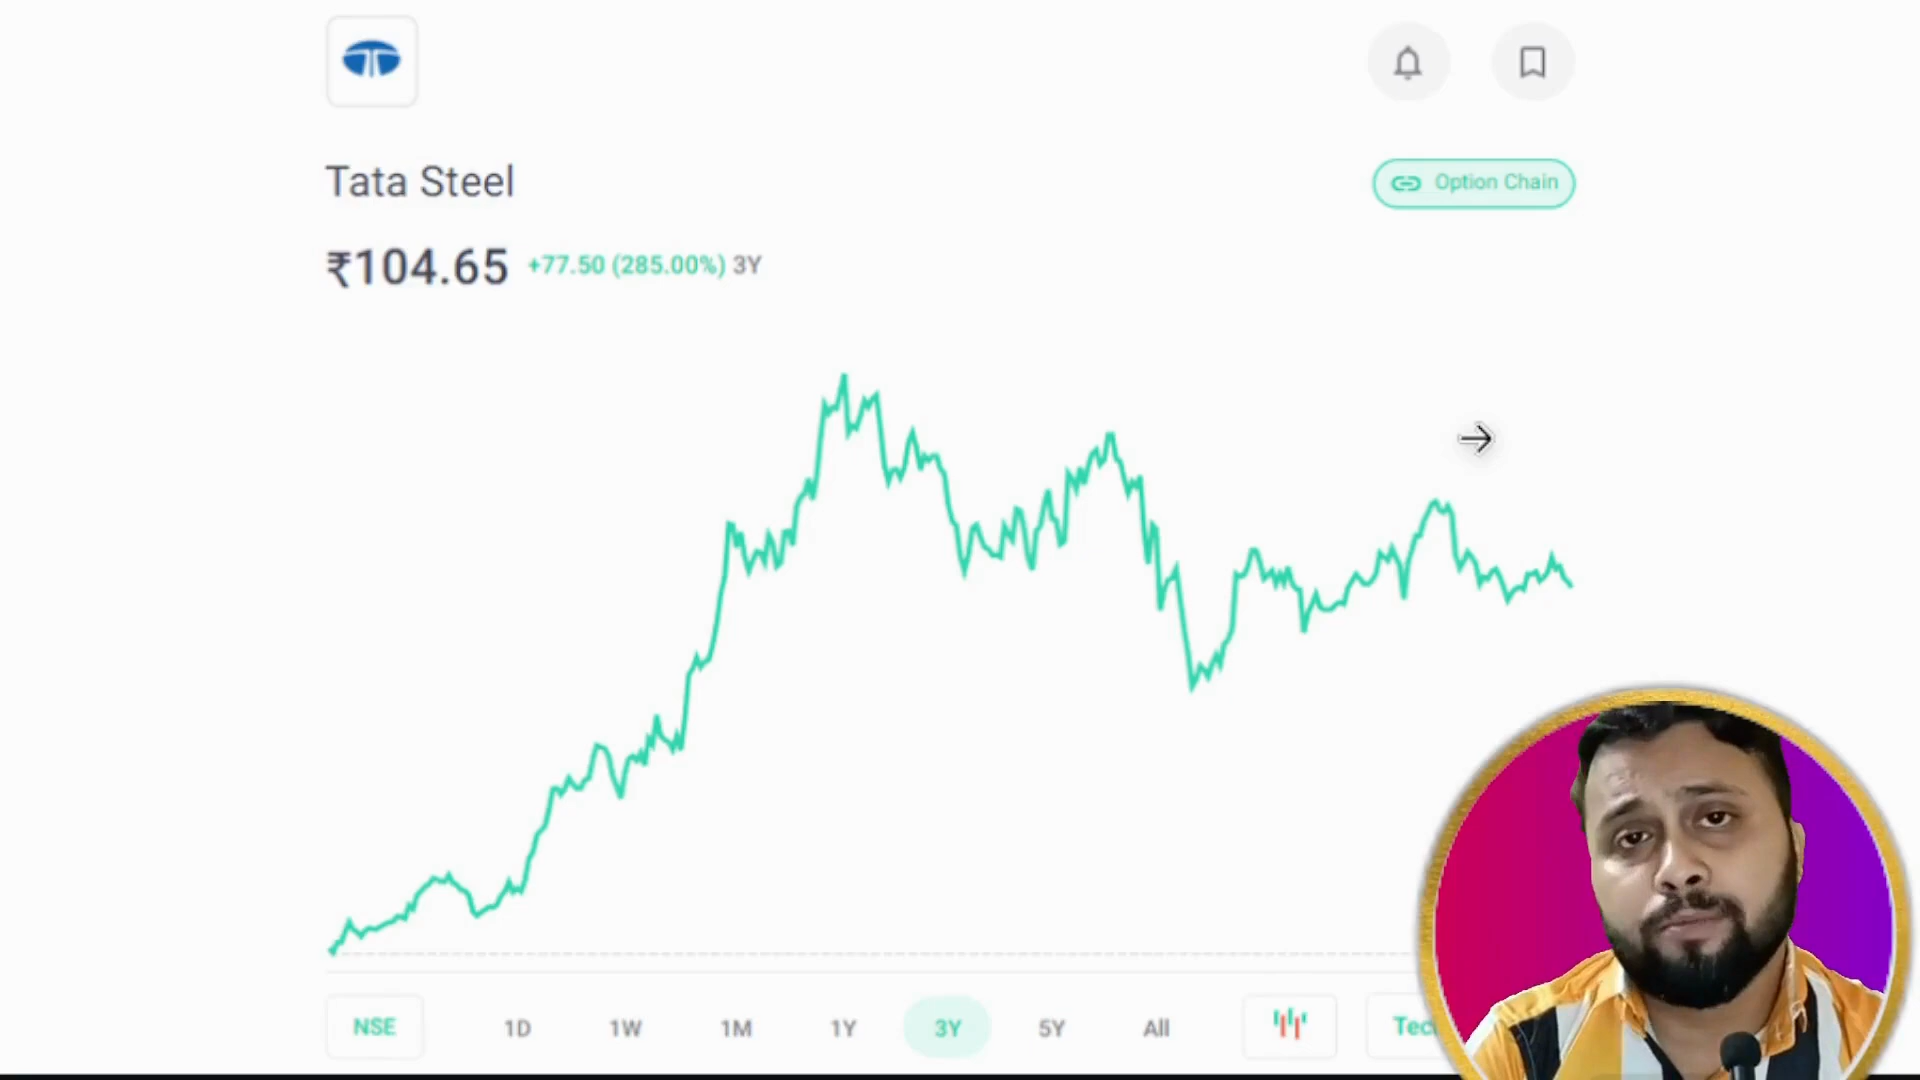 Tata Steel
Option Chain
₹104.65 +77.50 (285.00%) 3Y
NSE 1D 1W 1M 1Y 3Y 5Y All